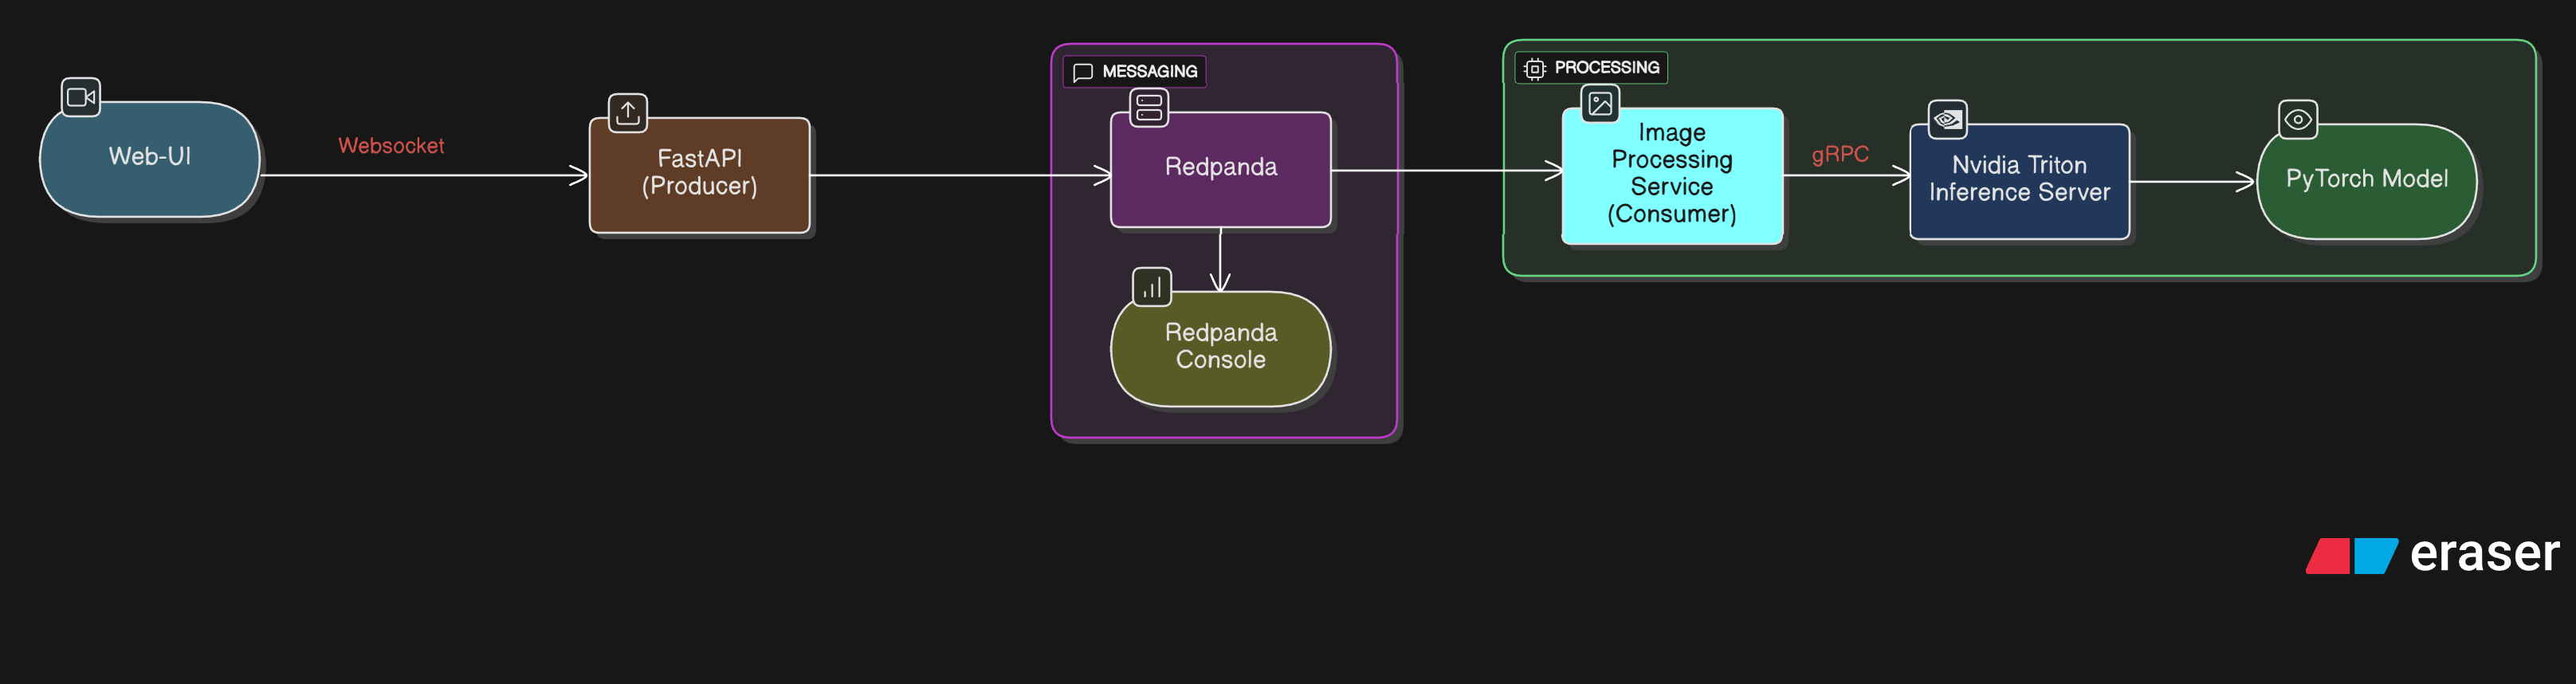 Web-UI
Websocket
FastAPI
(Producer)
MESSAGING
Redpanda
Redpanda
Console
PROCESSING
Image
Processing
Service
(Consumer)
gRPC
Nvidia Triton
Inference Server
PyTorch Model
eraser